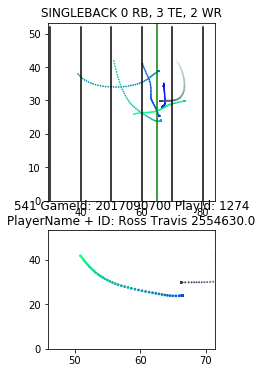 SINGLEBACK 0 RB, 3 TE, 2 WR
50
40
30
20
10
0
40 60 80
541 GameId: 2017090700 PlayId: 1274
PlayerName + ID: Ross Travis 2554630.0
40
20
0
50 60 70